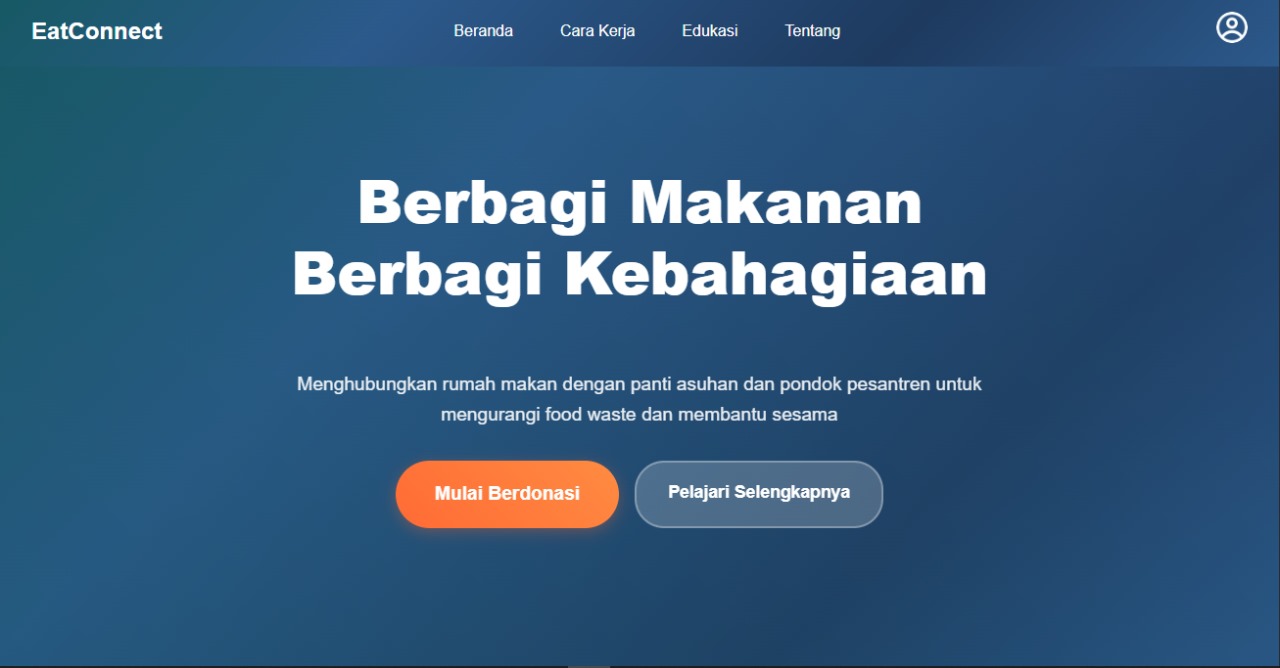 EatConnect
Beranda
Cara Kerja
Edukasi
Tentang
Berbagi Makanan
Berbagi Kebahagiaan
Menghubungkan rumah makan dengan panti asuhan dan pondok pesantren untuk
mengurangi food waste dan membantu sesama
Mulai Berdonasi
Pelajari Selengkapnya